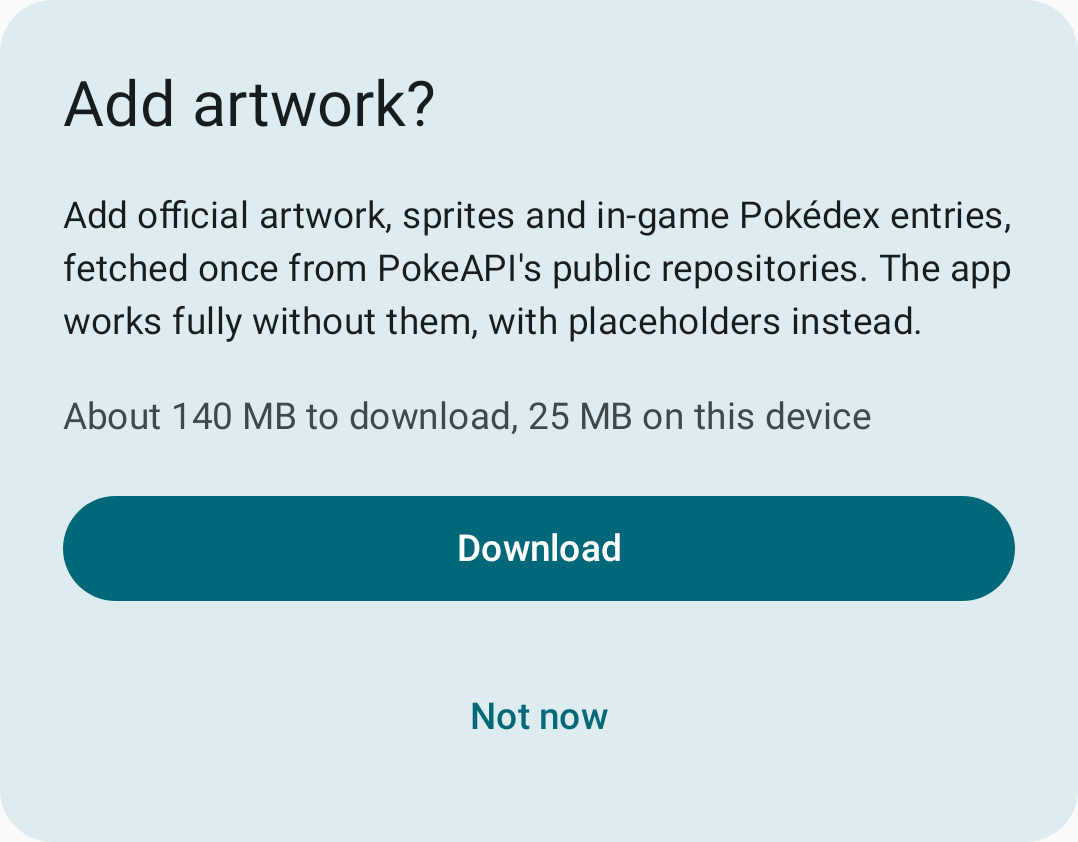 Add artwork?
Add official artwork, sprites and in-game Pokédex entries,
fetched once from PokeAPI's public repositories. The app
works fully without them, with placeholders instead.
About 140 MB to download, 25 MB on this device
Download
Not now